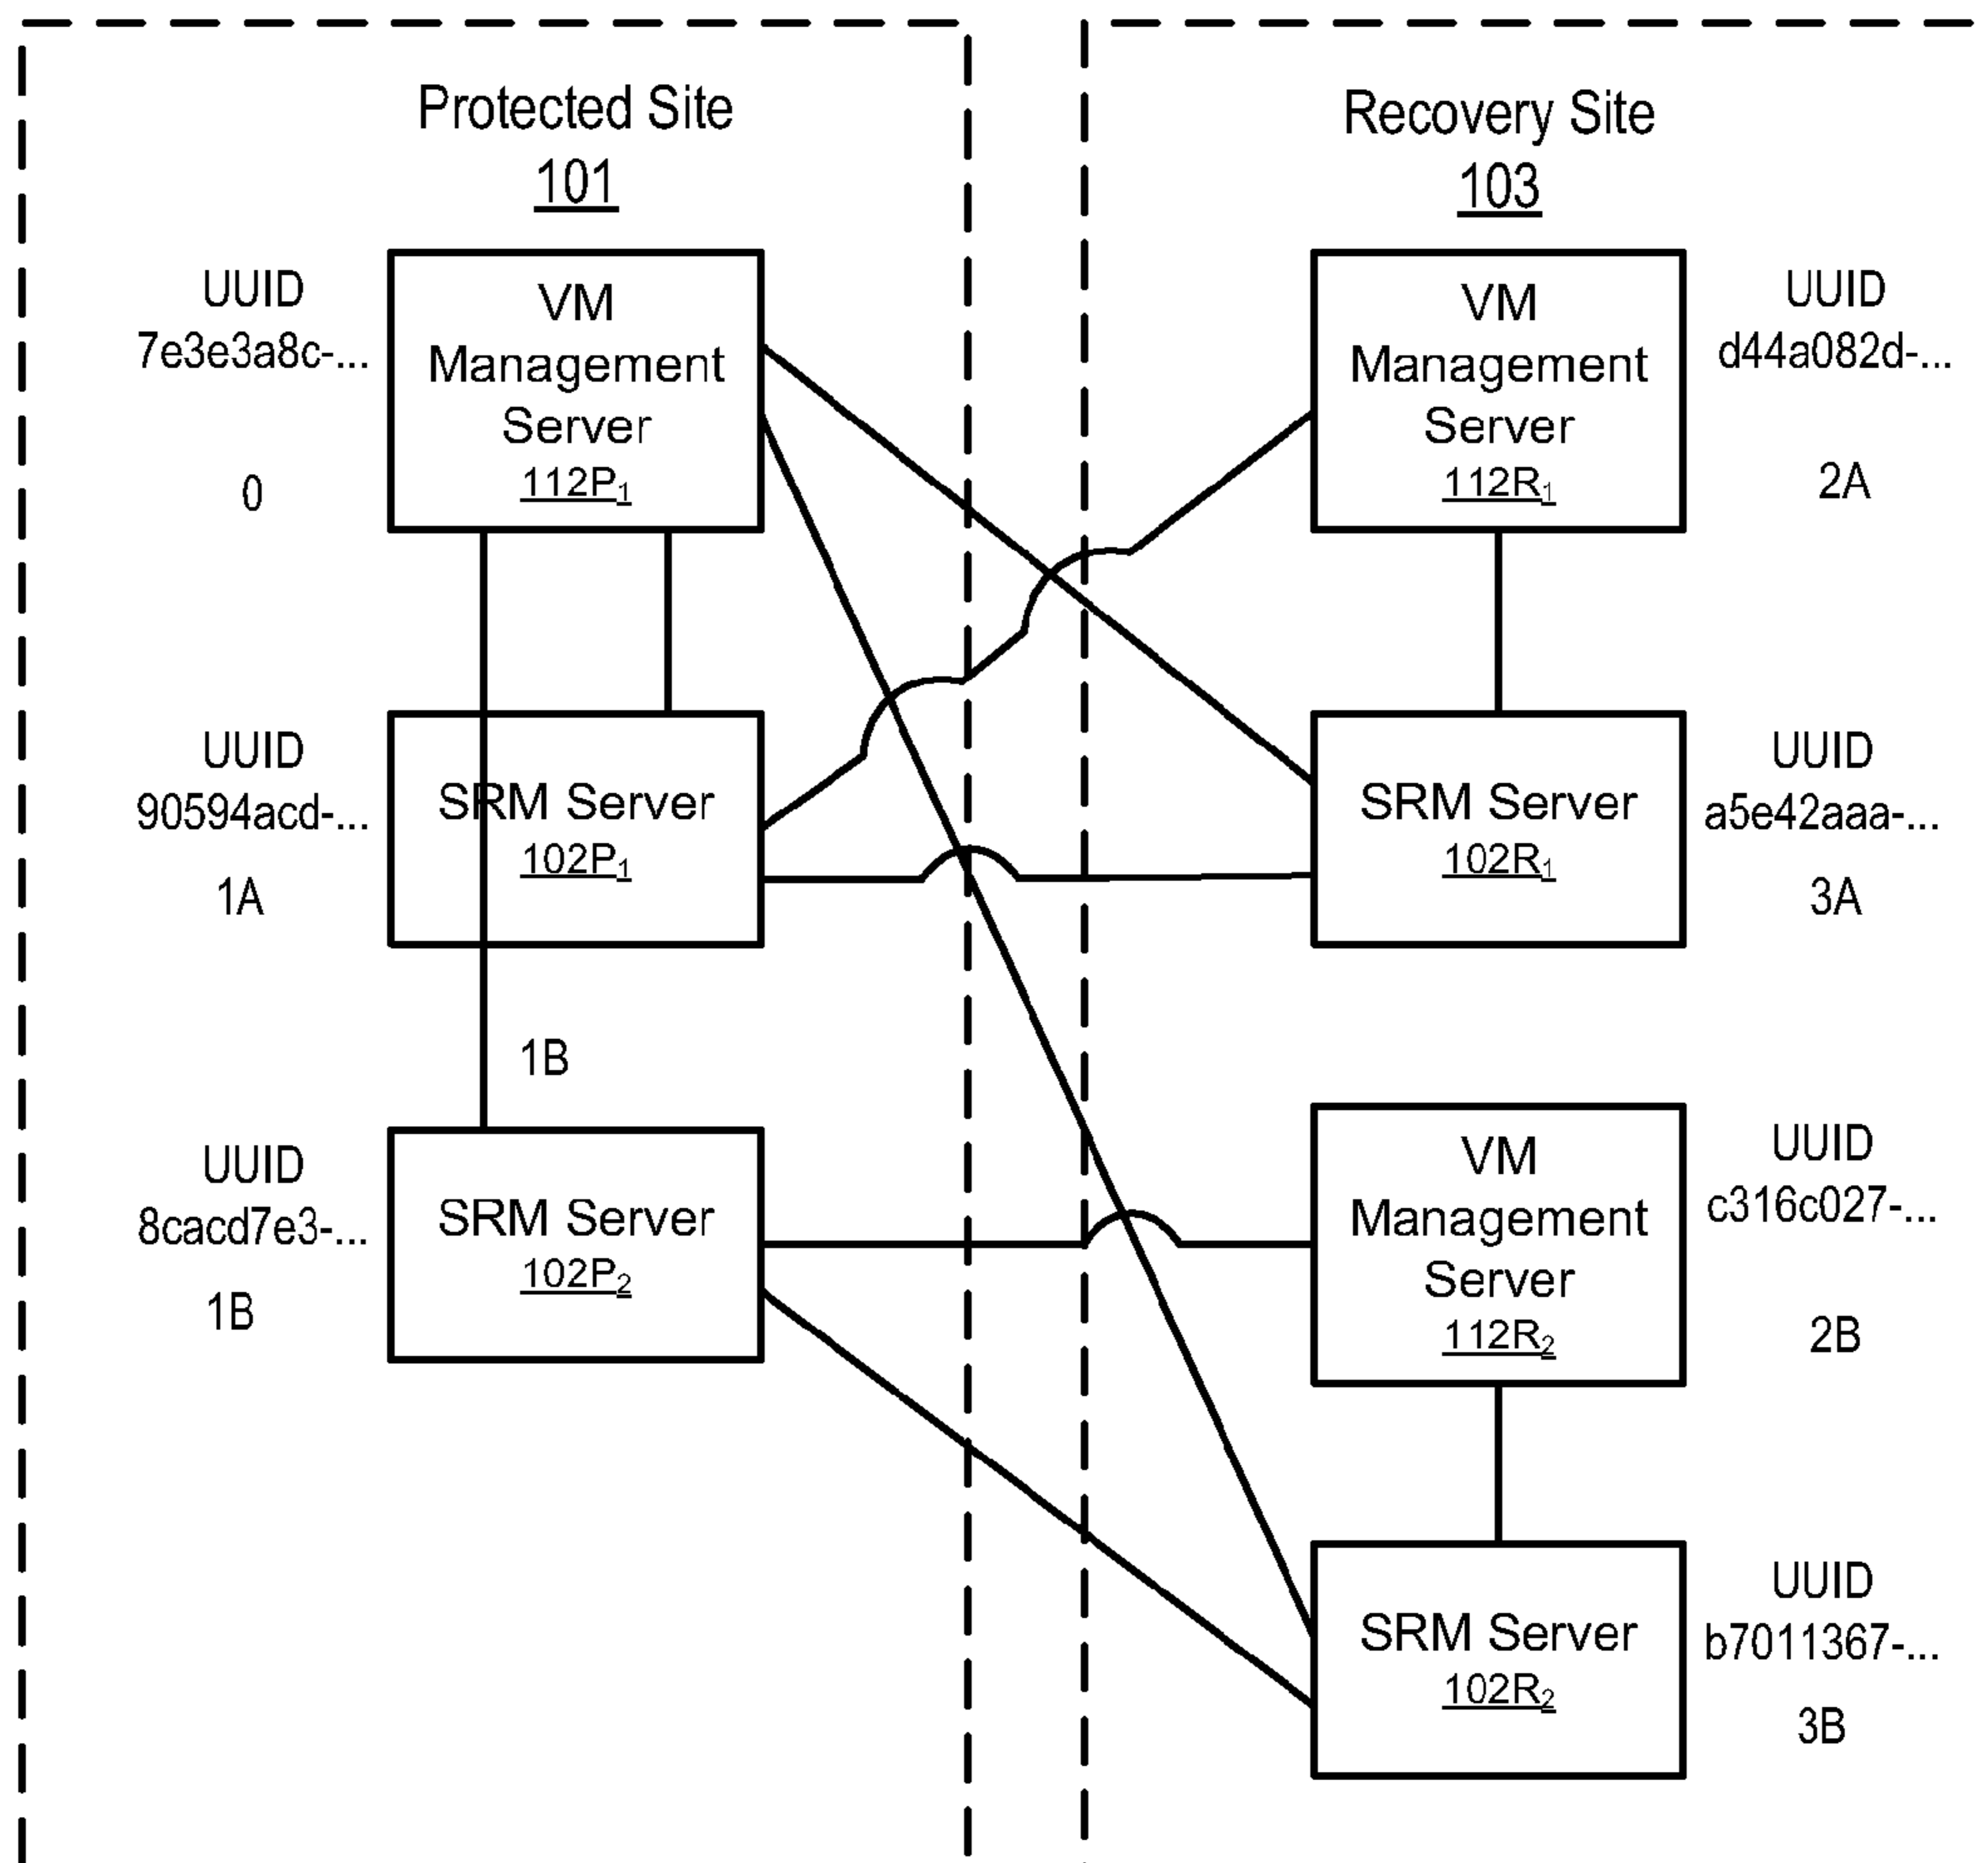 Protected Site
101
UUID
7e3e3a8c-...
0
VM
Management
Server
112P1
UUID
90594acd-...
1A
SRM Server
102P1
1B
UUID
8cacd7e3-...
1B
SRM Server
102P2
Recovery Site
103
VM
Management
Server
112R1
UUID
d44a082d-...
2A
SRM Server
102R1
UUID
a5e42aaa-...
3A
VM
Management
Server
112R2
UUID
c316c027-...
2B
SRM Server
102R2
UUID
b7011367-...
3B